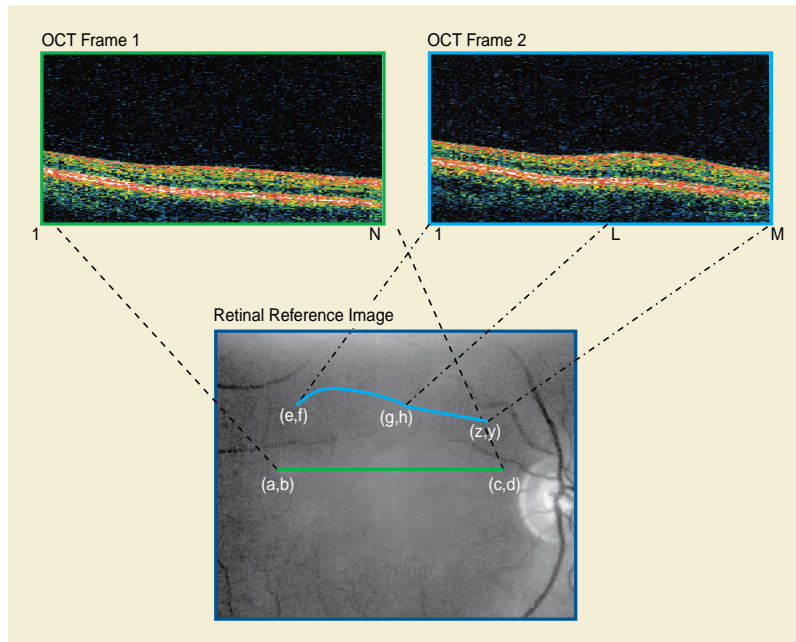 OCT Frame 1
OCT Frame 2
1
N
1
L
M
Retinal Reference Image
(e,f)
(g,h)
(z,y)
(a,b)
(c,d)